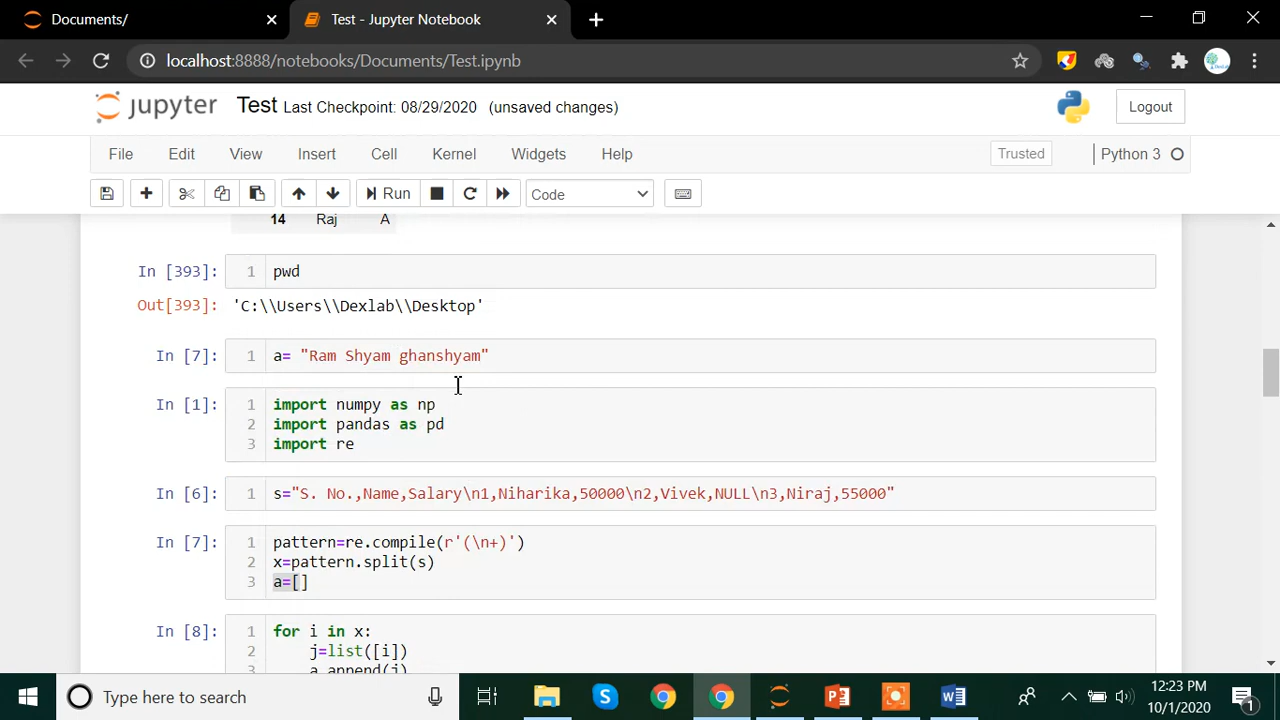 Documents/
Test - Jupyter Notebook
localhost:8888/notebooks/Documents/Test.ipynb
jupyter Test Last Checkpoint: 08/29/2020 (unsaved changes)
Logout
File Edit View Insert Cell Kernel Widgets Help
Trusted
Python 3
Run
Code
14 Raj A
In [393]: 1 pwd
Out[393]: 'C:\\Users\\Dexlab\\Desktop'
In [7]: 1 a= "Ram Shyam ghanshyam"
In [1]: 1 import numpy as np
2 import pandas as pd
3 import re
In [6]: 1 s="S. No.,Name,Salary\n1,Niharika,50000\n2,Vivek,NULL\n3,Niraj,55000"
In [7]: 1 pattern=re.compile(r'(\n+)')
2 x=pattern.split(s)
3 a=[]
In [8]: 1 for i in x:
2 j=list([i])
3 a.append(j)
Type here to search
12:23 PM
10/1/2020
1